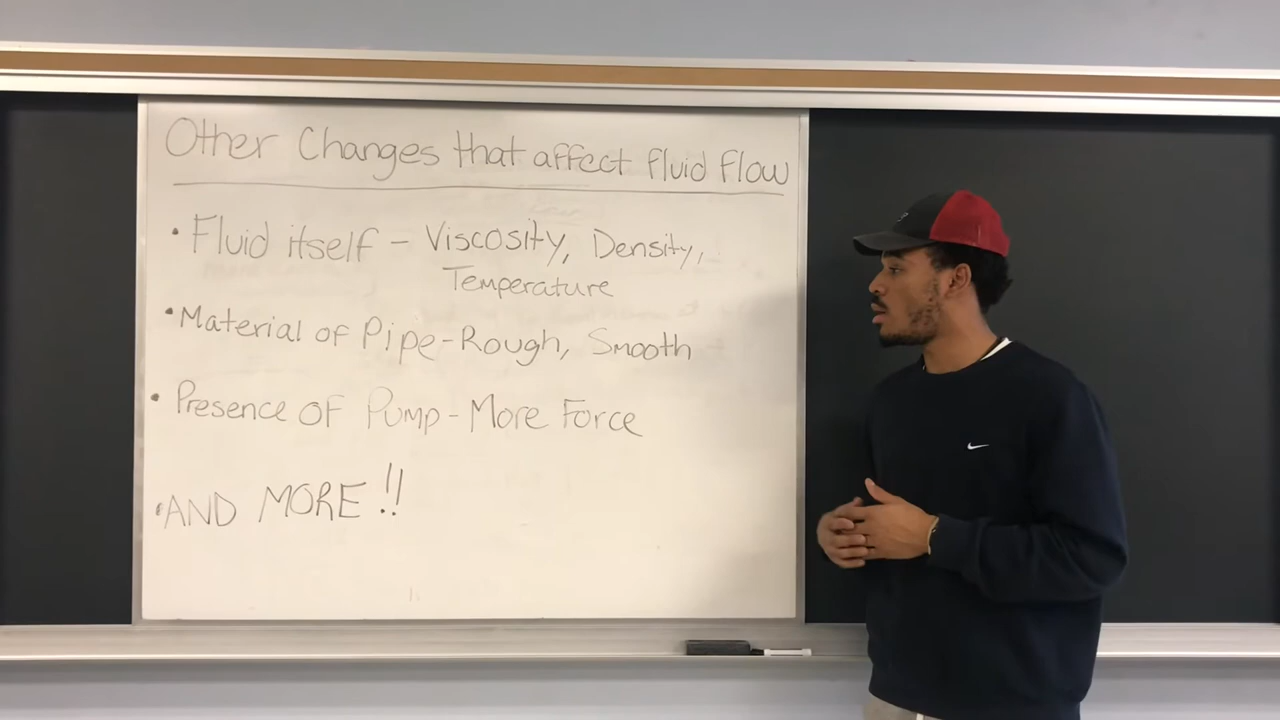 Other Changes that affect fluid flow
• Fluid itself - Viscosity, Density,
Temperature
• Material of Pipe - Rough, Smooth
• Presence of Pump - More Force
• AND MORE!!